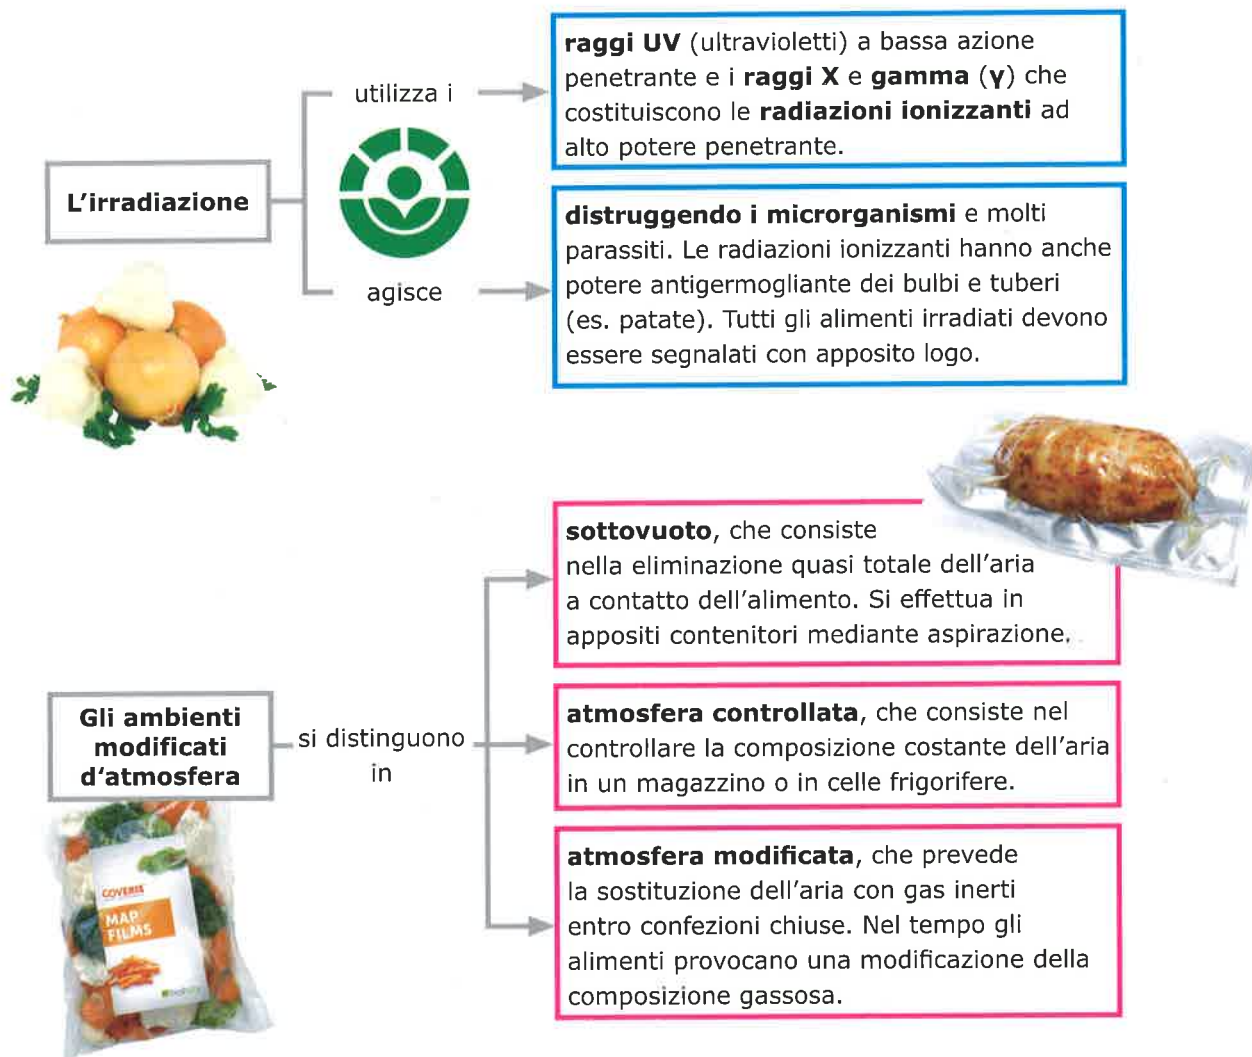 raggi UV (ultravioletti) a bassa azione
penetrante e i raggi X e gamma (γ) che
costituiscono le radiazioni ionizzanti ad
alto potere penetrante.
utilizza i
L'irradiazione
agisce
distruggendo i microrganismi e molti
parassiti. Le radiazioni ionizzanti hanno anche
potere antigermogliante dei bulbi e tuberi
(es. patate). Tutti gli alimenti irradiati devono
essere segnalati con apposito logo.
sottovuoto, che consiste
nella eliminazione quasi totale dell'aria
a contatto dell'alimento. Si effettua in
appositi contenitori mediante aspirazione.
Gli ambienti
modificati
d'atmosfera
si distinguono
in
atmosfera controllata, che consiste nel
controllare la composizione costante dell'aria
in un magazzino o in celle frigorifere.
atmosfera modificata, che prevede
la sostituzione dell'aria con gas inerti
entro confezioni chiuse. Nel tempo gli
alimenti provocano una modificazione della
composizione gassosa.
COVERIS
MAP
FILMS